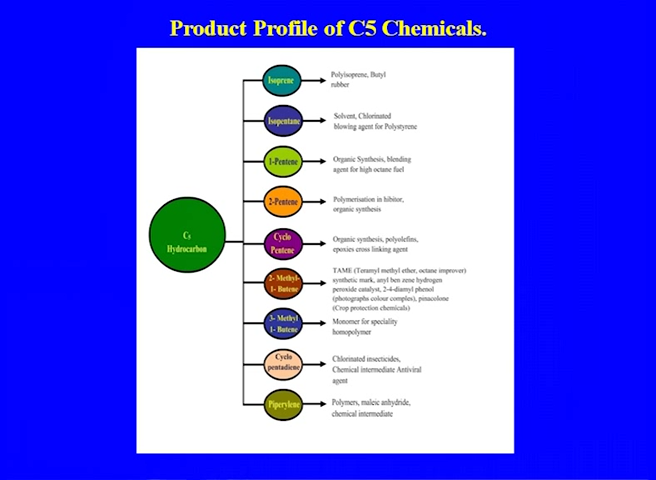 Product Profile of C5 Chemicals.
Isoprene
Polyisoprene, Butyl
rubber
Isopentane
Solvent, Chlorinated
blowing agent for Polystyrene
1-Pentene
Organic Synthesis, blending
agent for high octane fuel
2-Pentene
Polymerisation in hibitor,
organic synthesis
C5
Hydrocarbon
Cyclo
Pentene
Organic synthesis, polyolefins,
epoxies cross linking agent
2- Methyl-
1- Butene
TAME (Teramyl methyl ether, octane improver)
synthetic mark, anyl ben zene hydrogen
peroxide catalyst, 2-4-diamyl phenol
(photographs colour complex), pinacolone
(Crop protection chemicals)
3- Methyl
1- Butene
Monomer for speciality
homopolymer
Cyclo
pentadiene
Chlorinated insecticides,
Chemical intermediate Antiviral
agent
Piperylene
Polymers, maleic anhydride,
chemical intermediate